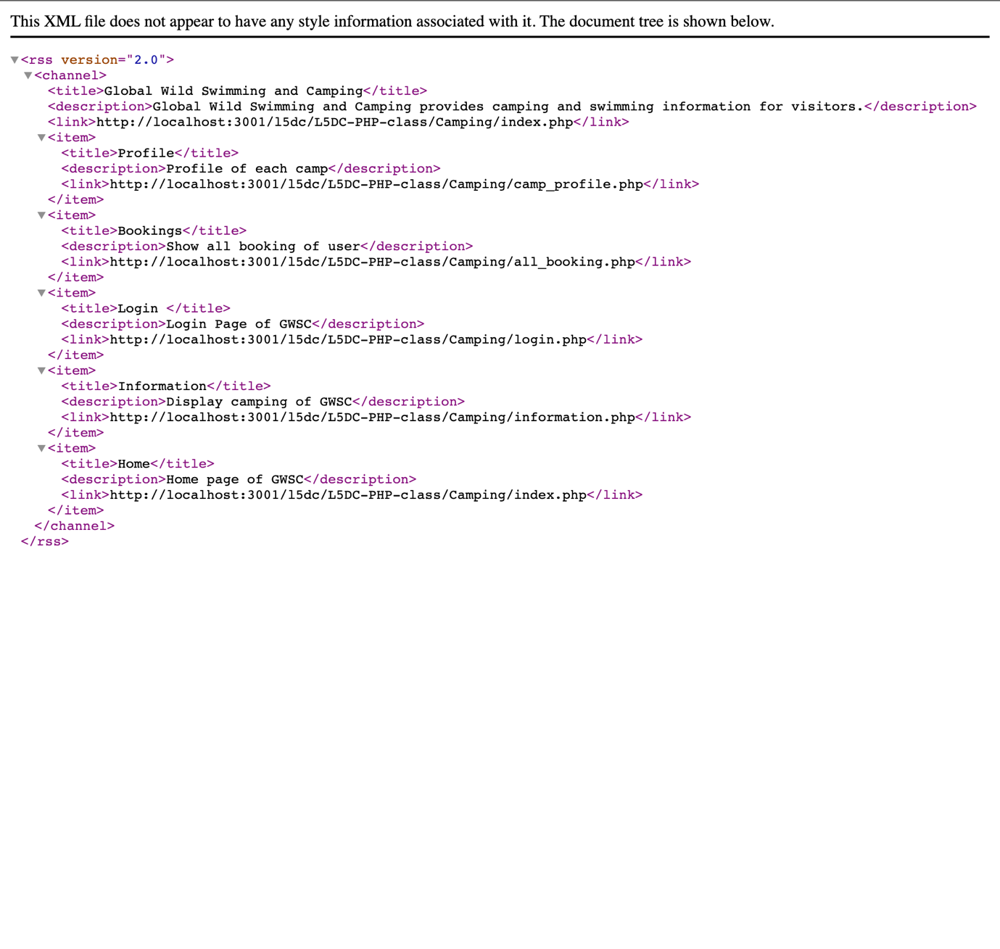 This XML file does not appear to have any style information associated with it. The document tree is shown below.
▼<rss version="2.0">
▼<channel>
<title>Global Wild Swimming and Camping</title>
<description>Global Wild Swimming and Camping provides camping and swimming information for visitors.</description>
<link>http://localhost:3001/l5dc/L5DC-PHP-class/Camping/index.php</link>
▼<item>
<title>Profile</title>
<description>Profile of each camp</description>
<link>http://localhost:3001/l5dc/L5DC-PHP-class/Camping/camp_profile.php</link>
</item>
▼<item>
<title>Bookings</title>
<description>Show all booking of user</description>
<link>http://localhost:3001/l5dc/L5DC-PHP-class/Camping/all_booking.php</link>
</item>
▼<item>
<title>Login </title>
<description>Login Page of GWSC</description>
<link>http://localhost:3001/l5dc/L5DC-PHP-class/Camping/login.php</link>
</item>
▼<item>
<title>Information</title>
<description>Display camping of GWSC</description>
<link>http://localhost:3001/l5dc/L5DC-PHP-class/Camping/information.php</link>
</item>
▼<item>
<title>Home</title>
<description>Home page of GWSC</description>
<link>http://localhost:3001/l5dc/L5DC-PHP-class/Camping/index.php</link>
</item>
</channel>
</rss>